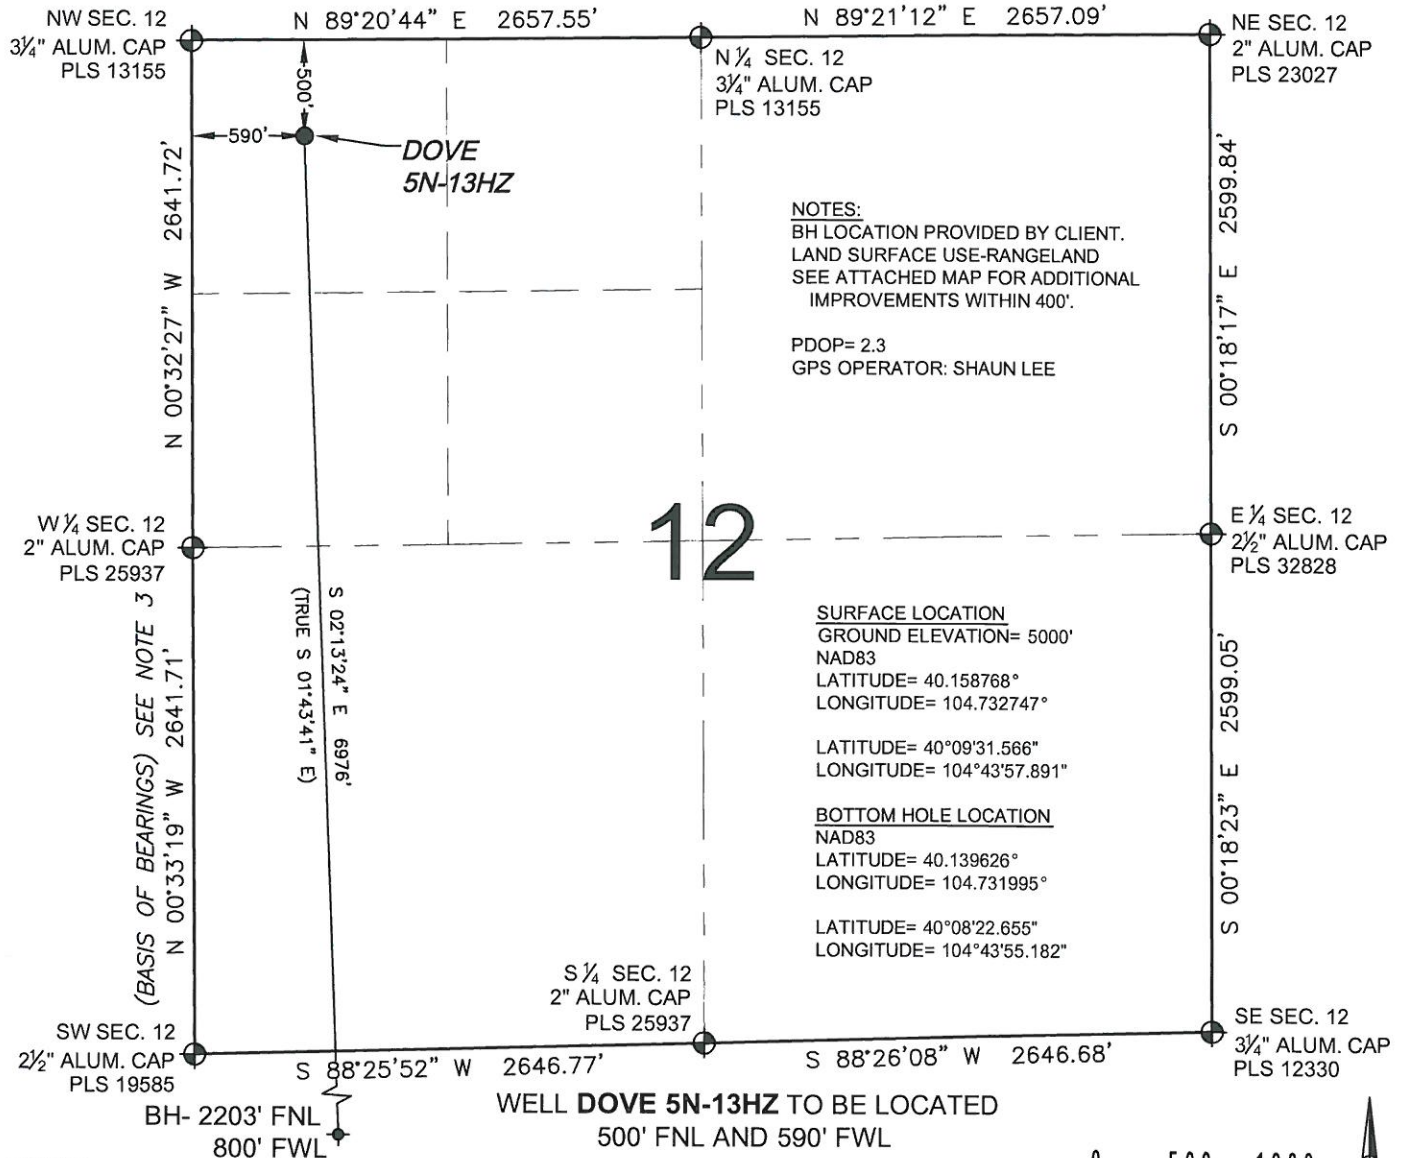 NW SEC. 12
3¼" ALUM. CAP
PLS 13155
N 89°20'44" E 2657.55'
N 89°21'12" E 2657.09'
NE SEC. 12
2" ALUM. CAP
PLS 23027
N ¼ SEC. 12
3¼" ALUM. CAP
PLS 13155
500'
590'
DOVE
5N-13HZ
N 00°32'27" W 2641.72'
S 00°18'17" E 2599.84'
NOTES:
BH LOCATION PROVIDED BY CLIENT.
LAND SURFACE USE-RANGELAND
SEE ATTACHED MAP FOR ADDITIONAL
IMPROVEMENTS WITHIN 400'.
PDOP= 2.3
GPS OPERATOR: SHAUN LEE
W ¼ SEC. 12
2" ALUM. CAP
PLS 25937
12
E ¼ SEC. 12
2½" ALUM. CAP
PLS 32828
(BASIS OF BEARINGS) SEE NOTE 3
N 00°33'19" W 2641.71'
S 02°13'24" E 6976'
(TRUE S 01°43'41" E)
SURFACE LOCATION
GROUND ELEVATION= 5000'
NAD83
LATITUDE= 40.158768°
LONGITUDE= 104.732747°
LATITUDE= 40°09'31.566"
LONGITUDE= 104°43'57.891"
BOTTOM HOLE LOCATION
NAD83
LATITUDE= 40.139626°
LONGITUDE= 104.731995°
LATITUDE= 40°08'22.655"
LONGITUDE= 104°43'55.182"
S 00°18'23" E 2599.05'
S ¼ SEC. 12
2" ALUM. CAP
PLS 25937
SW SEC. 12
2½" ALUM. CAP
PLS 19585
S 88°25'52" W 2646.77'
S 88°26'08" W 2646.68'
SE SEC. 12
3¼" ALUM. CAP
PLS 12330
BH- 2203' FNL
800' FWL
WELL DOVE 5N-13HZ TO BE LOCATED
500' FNL AND 590' FWL